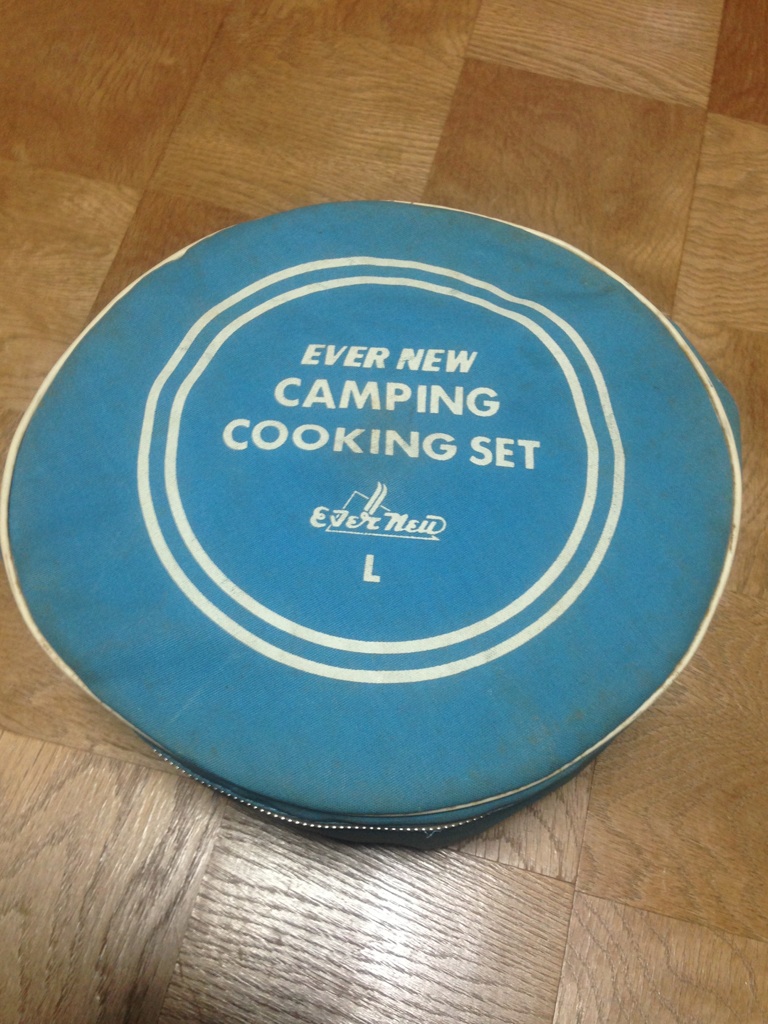 EVER NEW
CAMPING
COOKING SET
Ever New
L